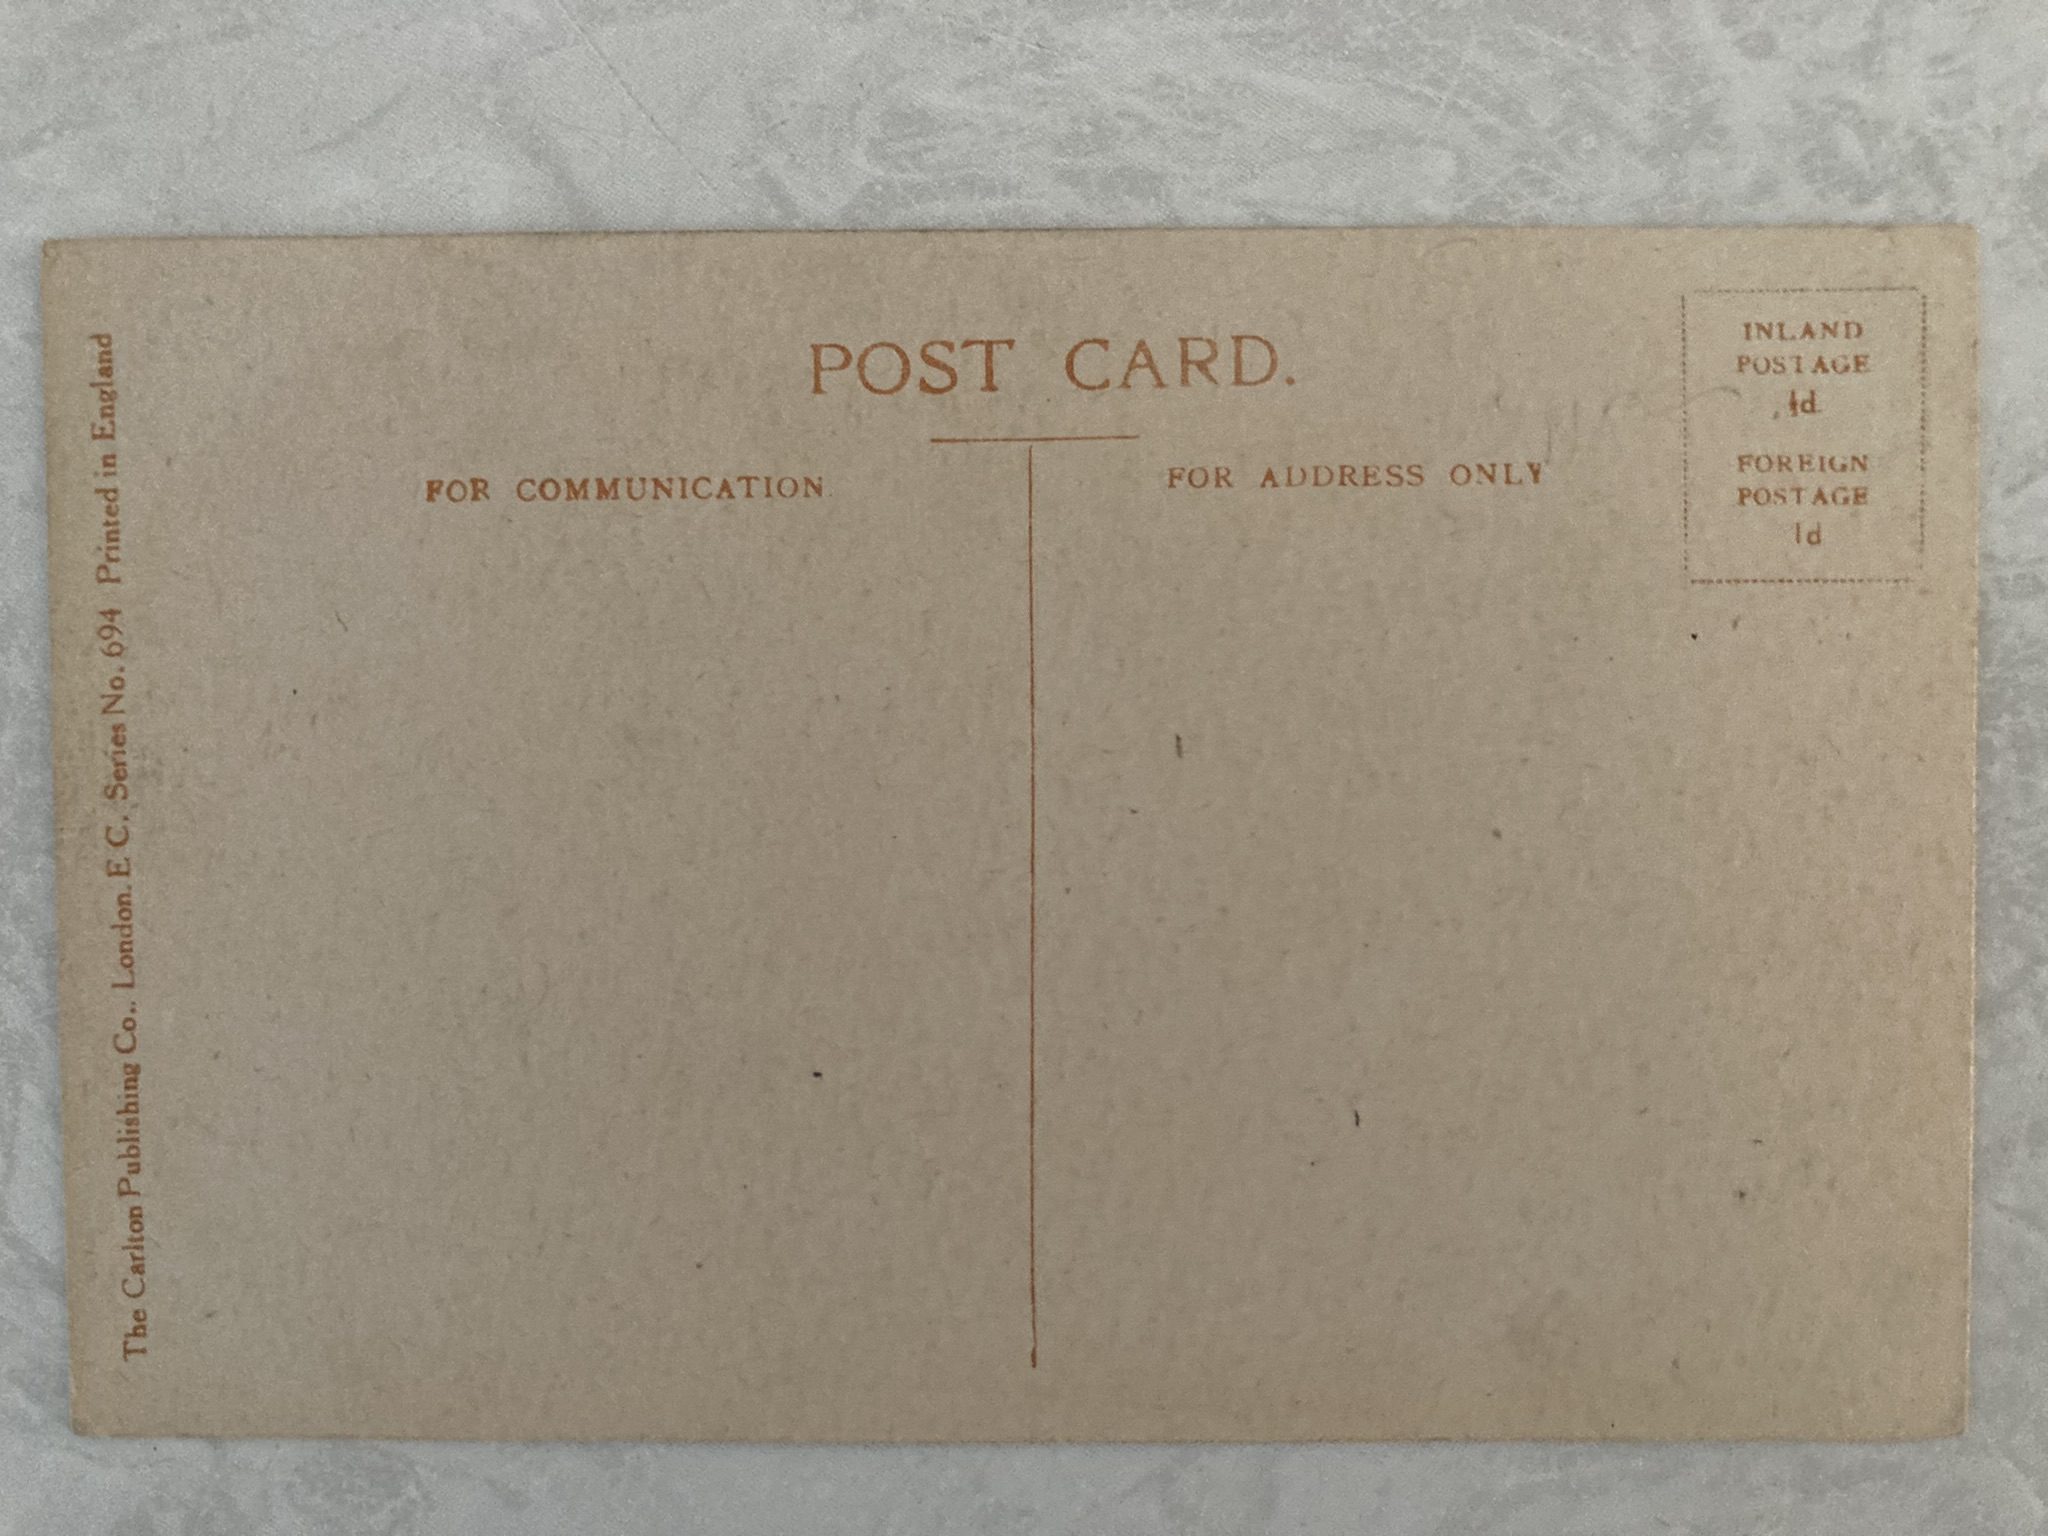 POST CARD.
FOR COMMUNICATION.
FOR ADDRESS ONLY
INLAND
POSTAGE
½d.
FOREIGN
POSTAGE
1d
The Carlton Publishing Co., London. E C. Series No. 694 Printed in England